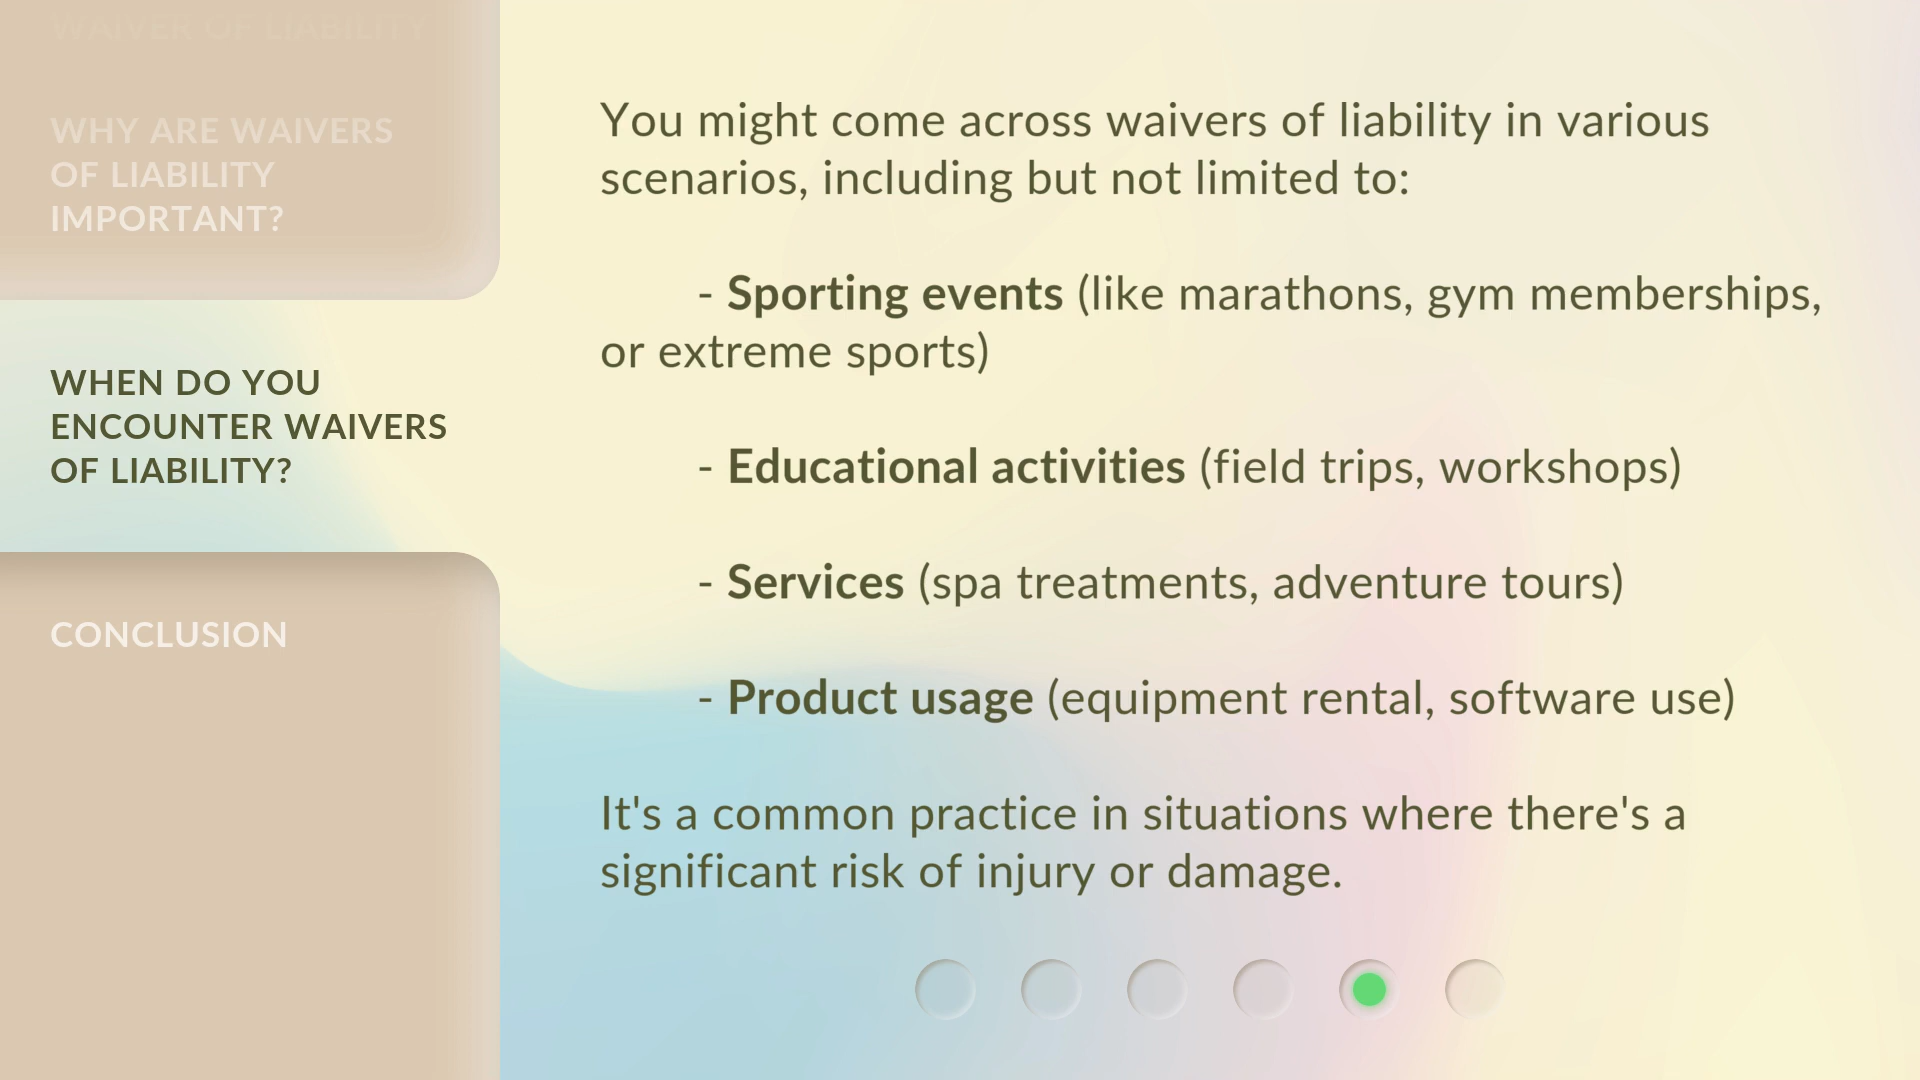 WAIVER OF LIABILITY
WHY ARE WAIVERS
OF LIABILITY
IMPORTANT?
WHEN DO YOU
ENCOUNTER WAIVERS
OF LIABILITY?
CONCLUSION
You might come across waivers of liability in various
scenarios, including but not limited to:
- Sporting events (like marathons, gym memberships,
or extreme sports)
- Educational activities (field trips, workshops)
- Services (spa treatments, adventure tours)
- Product usage (equipment rental, software use)
It's a common practice in situations where there's a
significant risk of injury or damage.